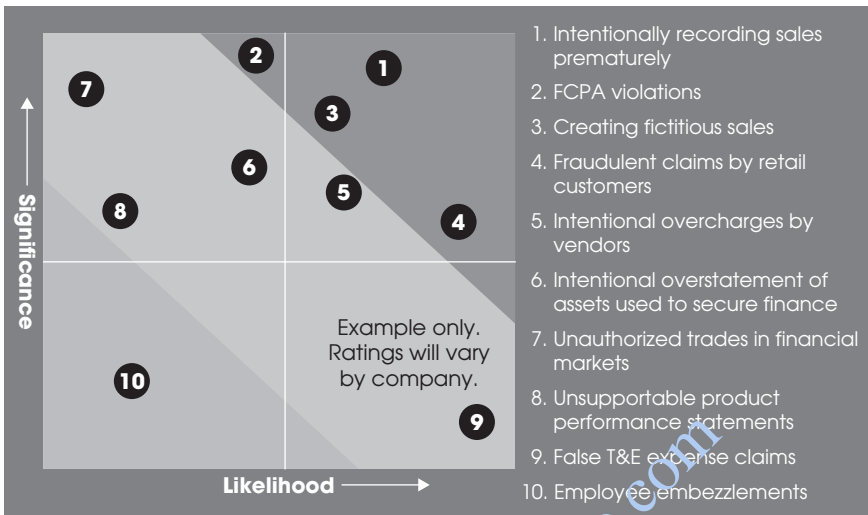 Significance
2
1
7
3
6
5
8
4
10
9
Example only.
Ratings will vary
by company.
Likelihood
1. Intentionally recording sales
prematurely
2. FCPA violations
3. Creating fictitious sales
4. Fraudulent claims by retail
customers
5. Intentional overcharges by
vendors
6. Intentional overstatement of
assets used to secure finance
7. Unauthorized trades in financial
markets
8. Unsupportable product
performance statements
9. False T&E expense claims
10. Employee embezzlements
com